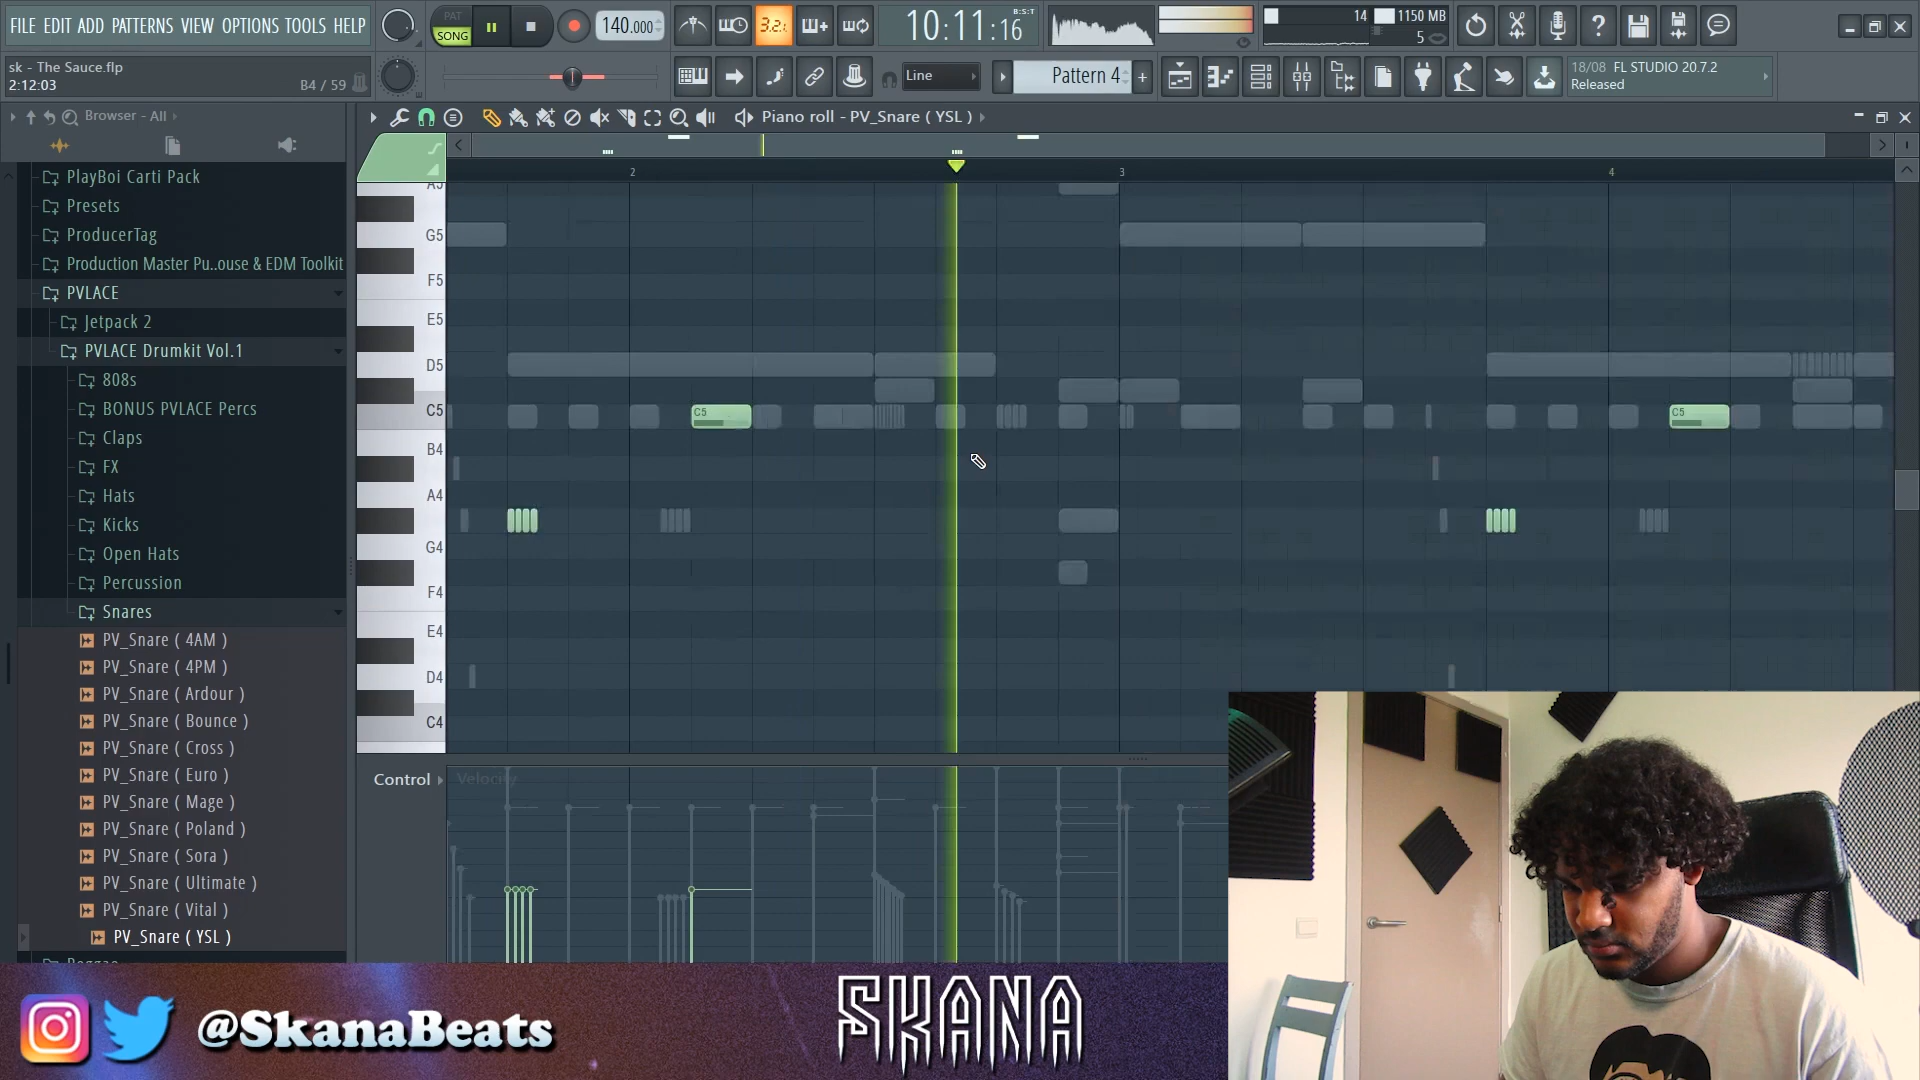 FILE EDIT ADD PATTERNS VIEW OPTIONS TOOLS HELP
PAT
SONG
140.000
3.2.
10:11:16
B:S:T
14
1150 MB
5
sk - The Sauce.flp
2:12:03
B4 / 59
Line
Pattern 4
18/08 FL STUDIO 20.7.2
Released
Browser - All
Piano roll - PV_Snare ( YSL )
PlayBoi Carti Pack
Presets
ProducerTag
Production Master Pu..ouse & EDM Toolkit
PVLACE
Jetpack 2
PVLACE Drumkit Vol.1
808s
BONUS PVLACE Percs
Claps
FX
Hats
Kicks
Open Hats
Percussion
Snares
PV_Snare ( 4AM )
PV_Snare ( 4PM )
PV_Snare ( Ardour )
PV_Snare ( Bounce )
PV_Snare ( Cross )
PV_Snare ( Euro )
PV_Snare ( Mage )
PV_Snare ( Poland )
PV_Snare ( Sora )
PV_Snare ( Ultimate )
PV_Snare ( Vital )
PV_Snare ( YSL )
2
3
4
A5
G5
F5
E5
D5
C5
B4
A4
G4
F4
E4
D4
C4
C5
C5
Control
Velocity
@SkanaBeats
SKANA